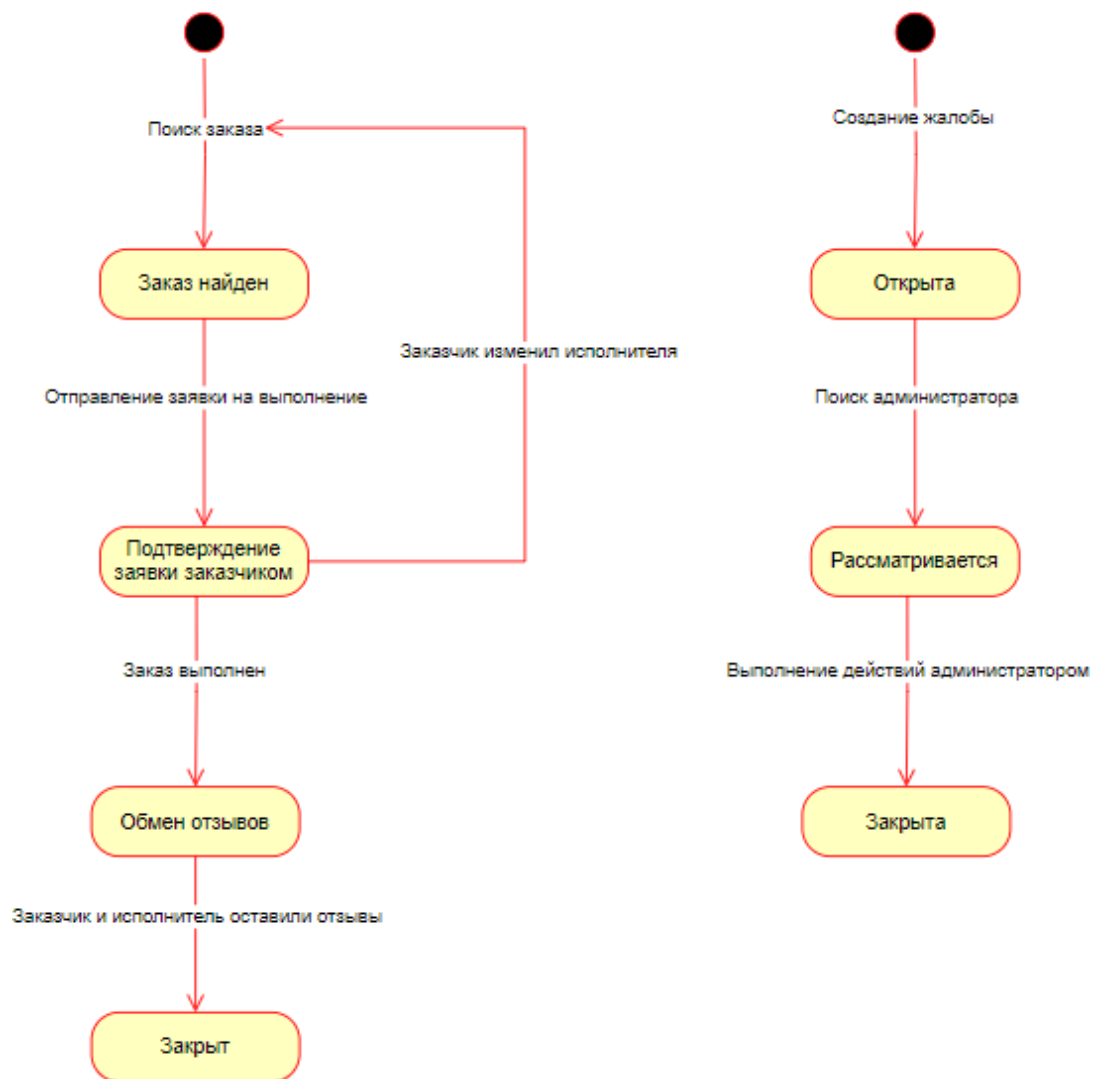 Поиск заказа
Заказ найден
Заказчик изменил исполнителя
Отправление заявки на выполнение
Подтверждение
заявки заказчиком
Заказ выполнен
Обмен отзывов
Заказчик и исполнитель оставили отзывы
Закрыт
Создание жалобы
Открыта
Поиск администратора
Рассматривается
Выполнение действий администратором
Закрыта